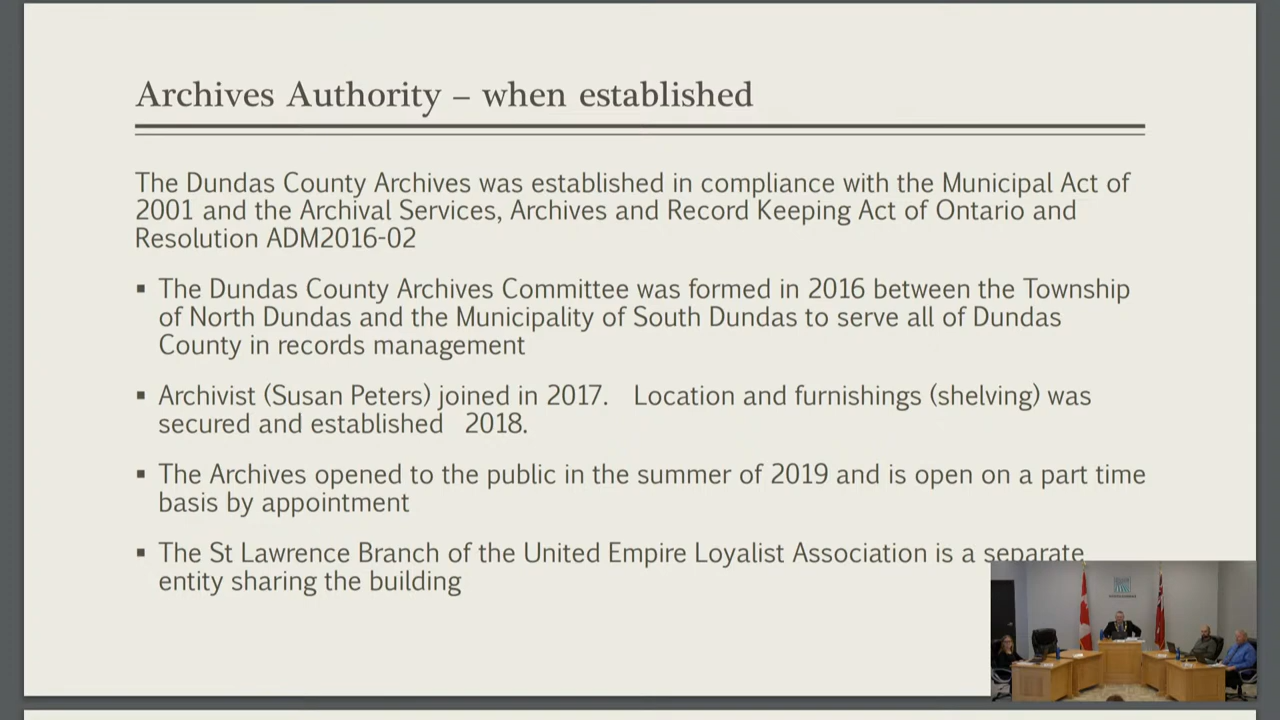 Archives Authority – when established
The Dundas County Archives was established in compliance with the Municipal Act of
2001 and the Archival Services, Archives and Record Keeping Act of Ontario and
Resolution ADM2016-02
▪ The Dundas County Archives Committee was formed in 2016 between the Township
of North Dundas and the Municipality of South Dundas to serve all of Dundas
County in records management
▪ Archivist (Susan Peters) joined in 2017. Location and furnishings (shelving) was
secured and established 2018.
▪ The Archives opened to the public in the summer of 2019 and is open on a part time
basis by appointment
▪ The St Lawrence Branch of the United Empire Loyalist Association is a separate
entity sharing the building